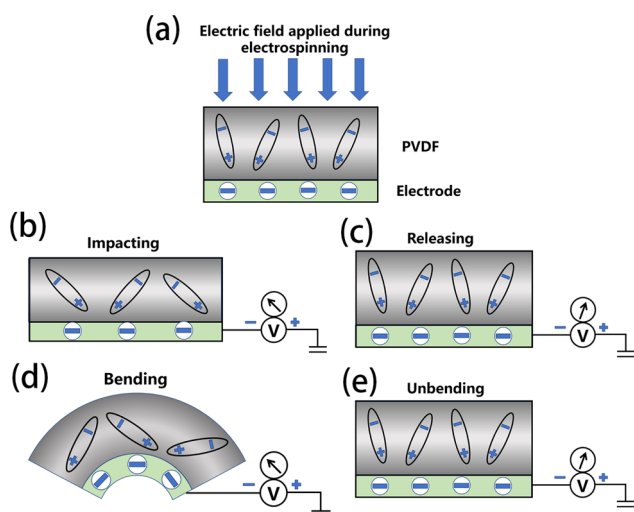 (a)
Electric field applied during
electrospinning
PVDF
Electrode
(b)
Impacting
V
(c)
Releasing
V
(d)
Bending
V
(e)
Unbending
V